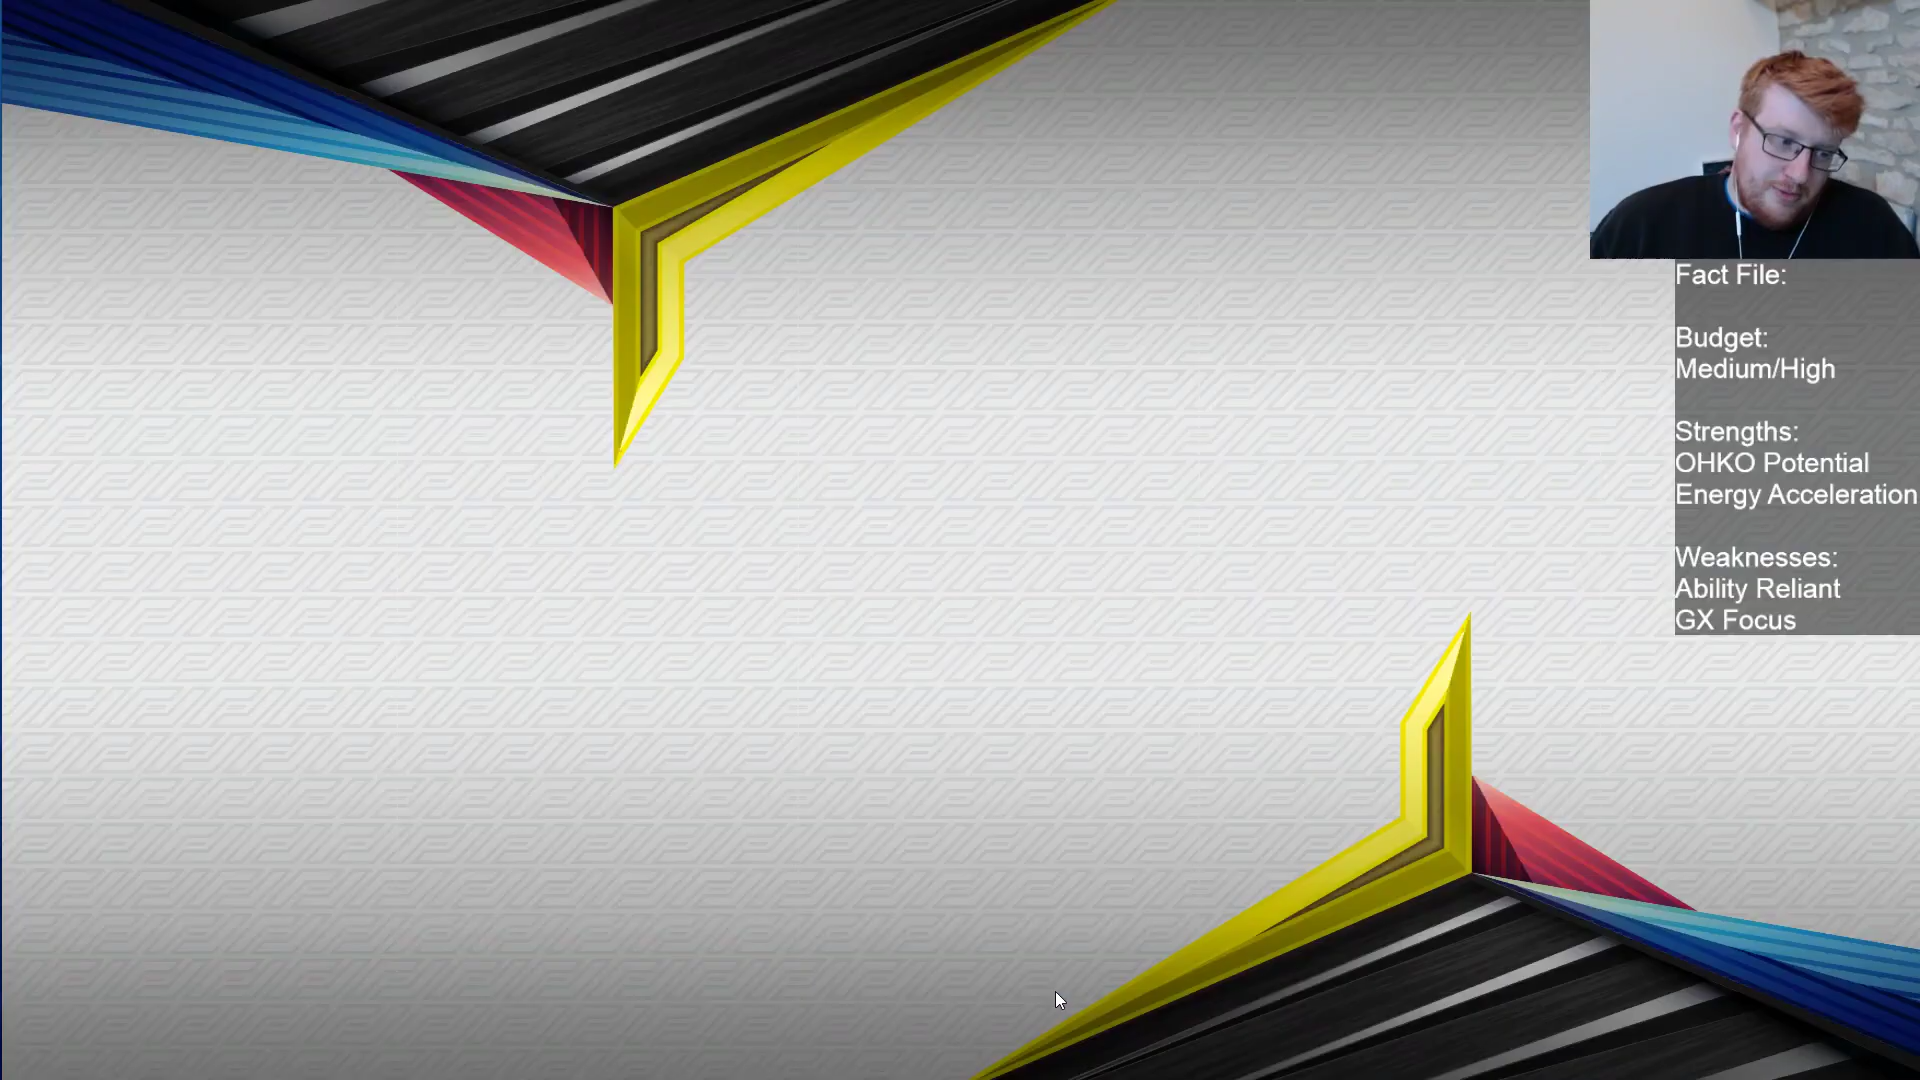 Fact File:
Budget:
Medium/High
Strengths:
OHKO Potential
Energy Acceleration
Weaknesses:
Ability Reliant
GX Focus